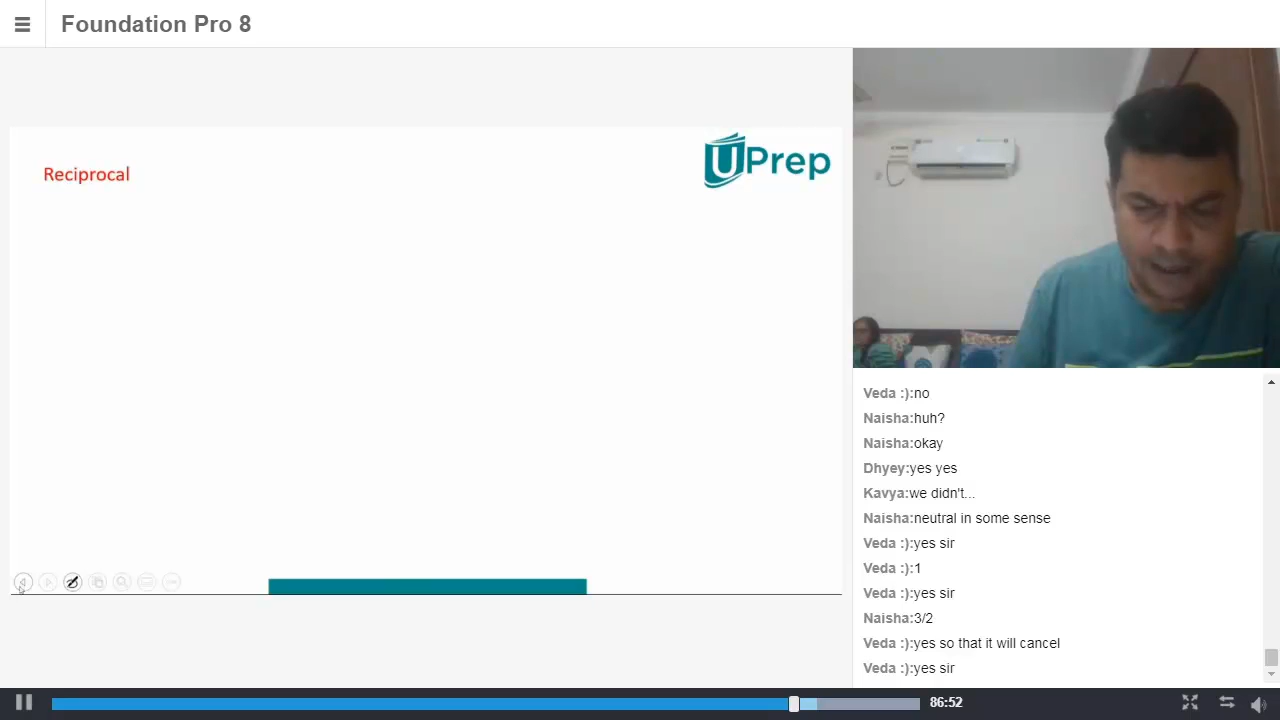 Foundation Pro 8
Reciprocal
UPrep
Veda :):no
Naisha:huh?
Naisha:okay
Dhyey:yes yes
Kavya:we didn't...
Naisha:neutral in some sense
Veda :):yes sir
Veda :):1
Veda :):yes sir
Naisha:3/2
Veda :):yes so that it will cancel
Veda :):yes sir
86:52